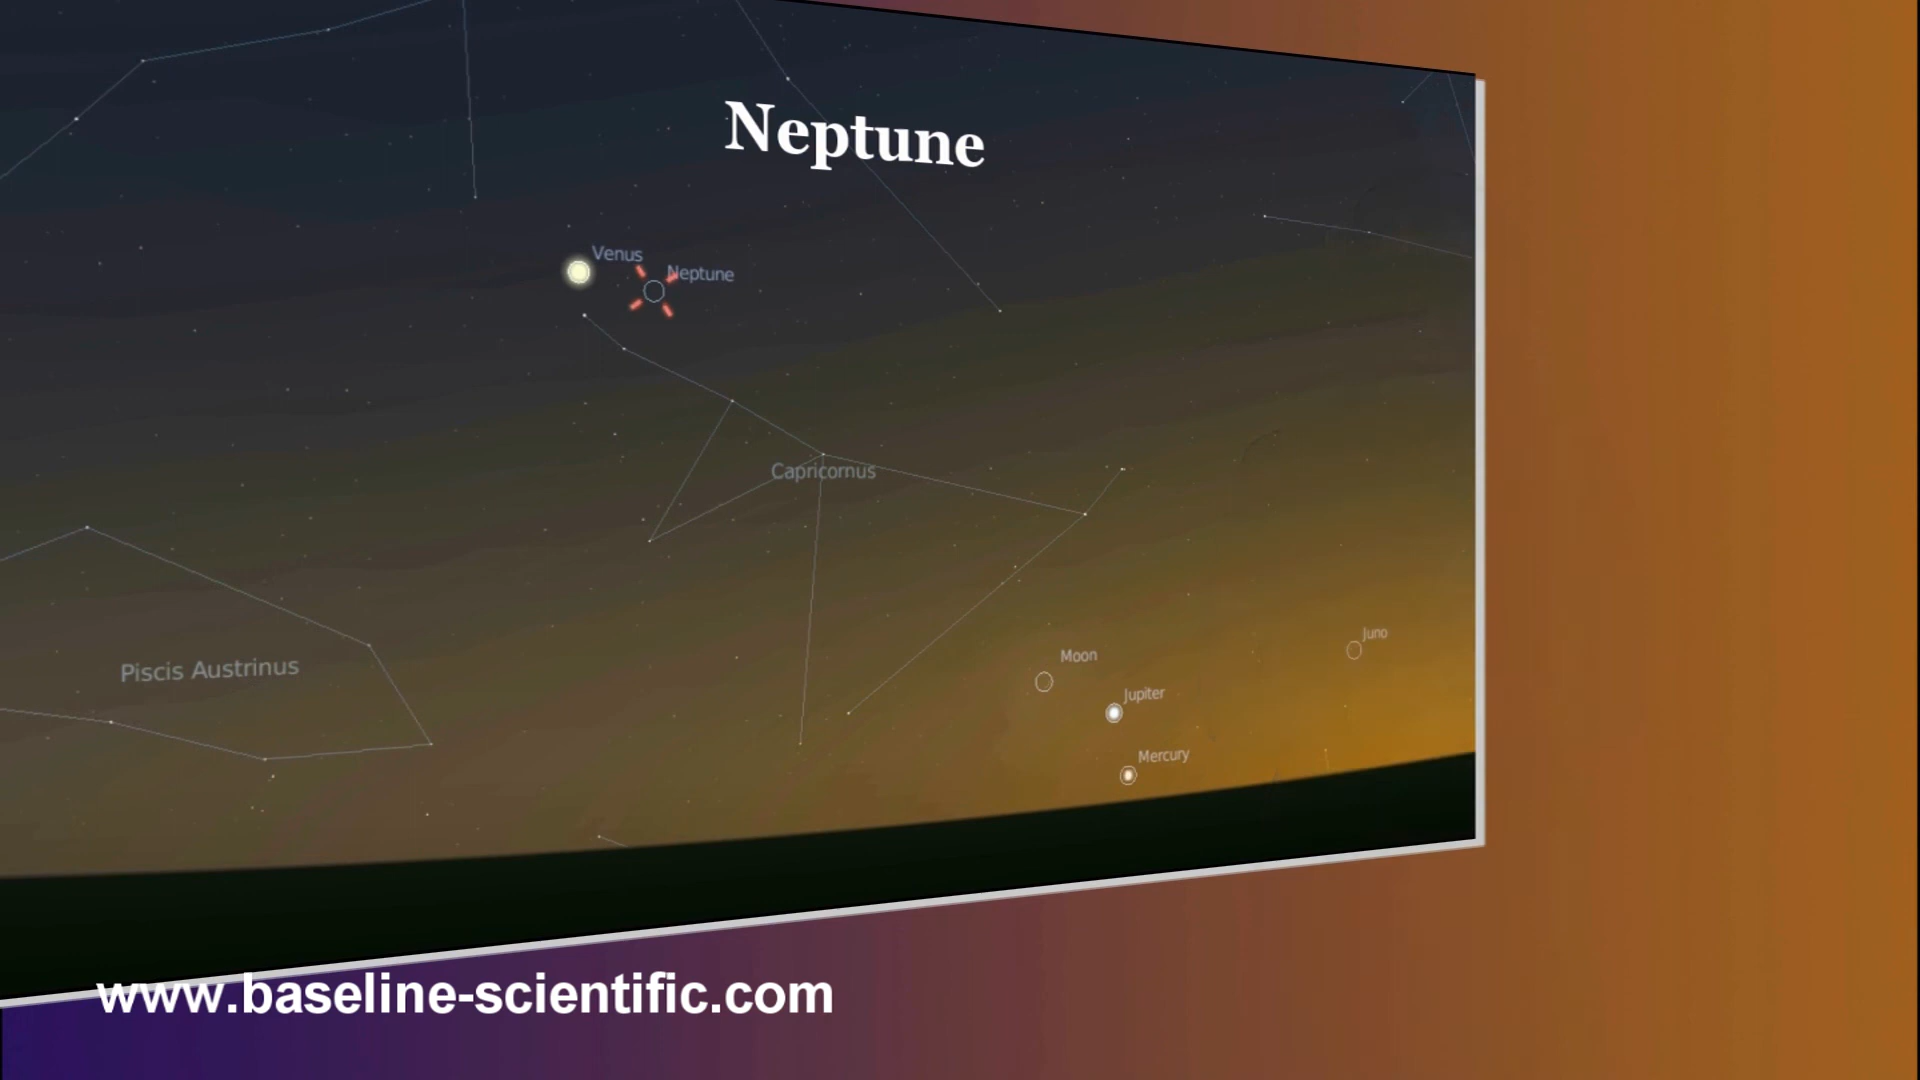 Neptune
Venus
Neptune
Capricornus
Juno
Moon
Piscis Austrinus
Jupiter
Mercury
www.baseline-scientific.com